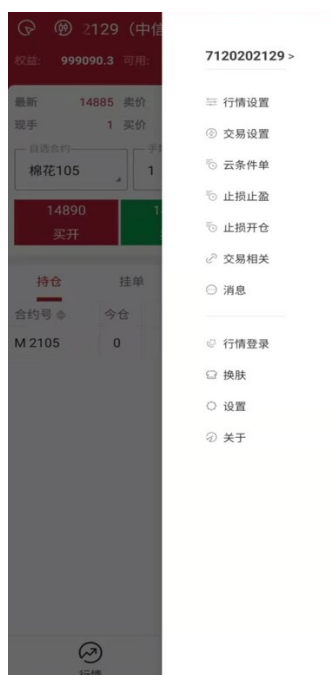 2129（中信
权益: 999090.3 可用:
最新 14885 卖价
现手 1 买价
自选合约
手
棉花105
1
14890
买开
持仓 挂单
合约号 今仓
M 2105 0
行情
7120202129 >
行情设置
交易设置
云条件单
止损止盈
止损开仓
交易相关
消息
行情登录
换肤
设置
关于